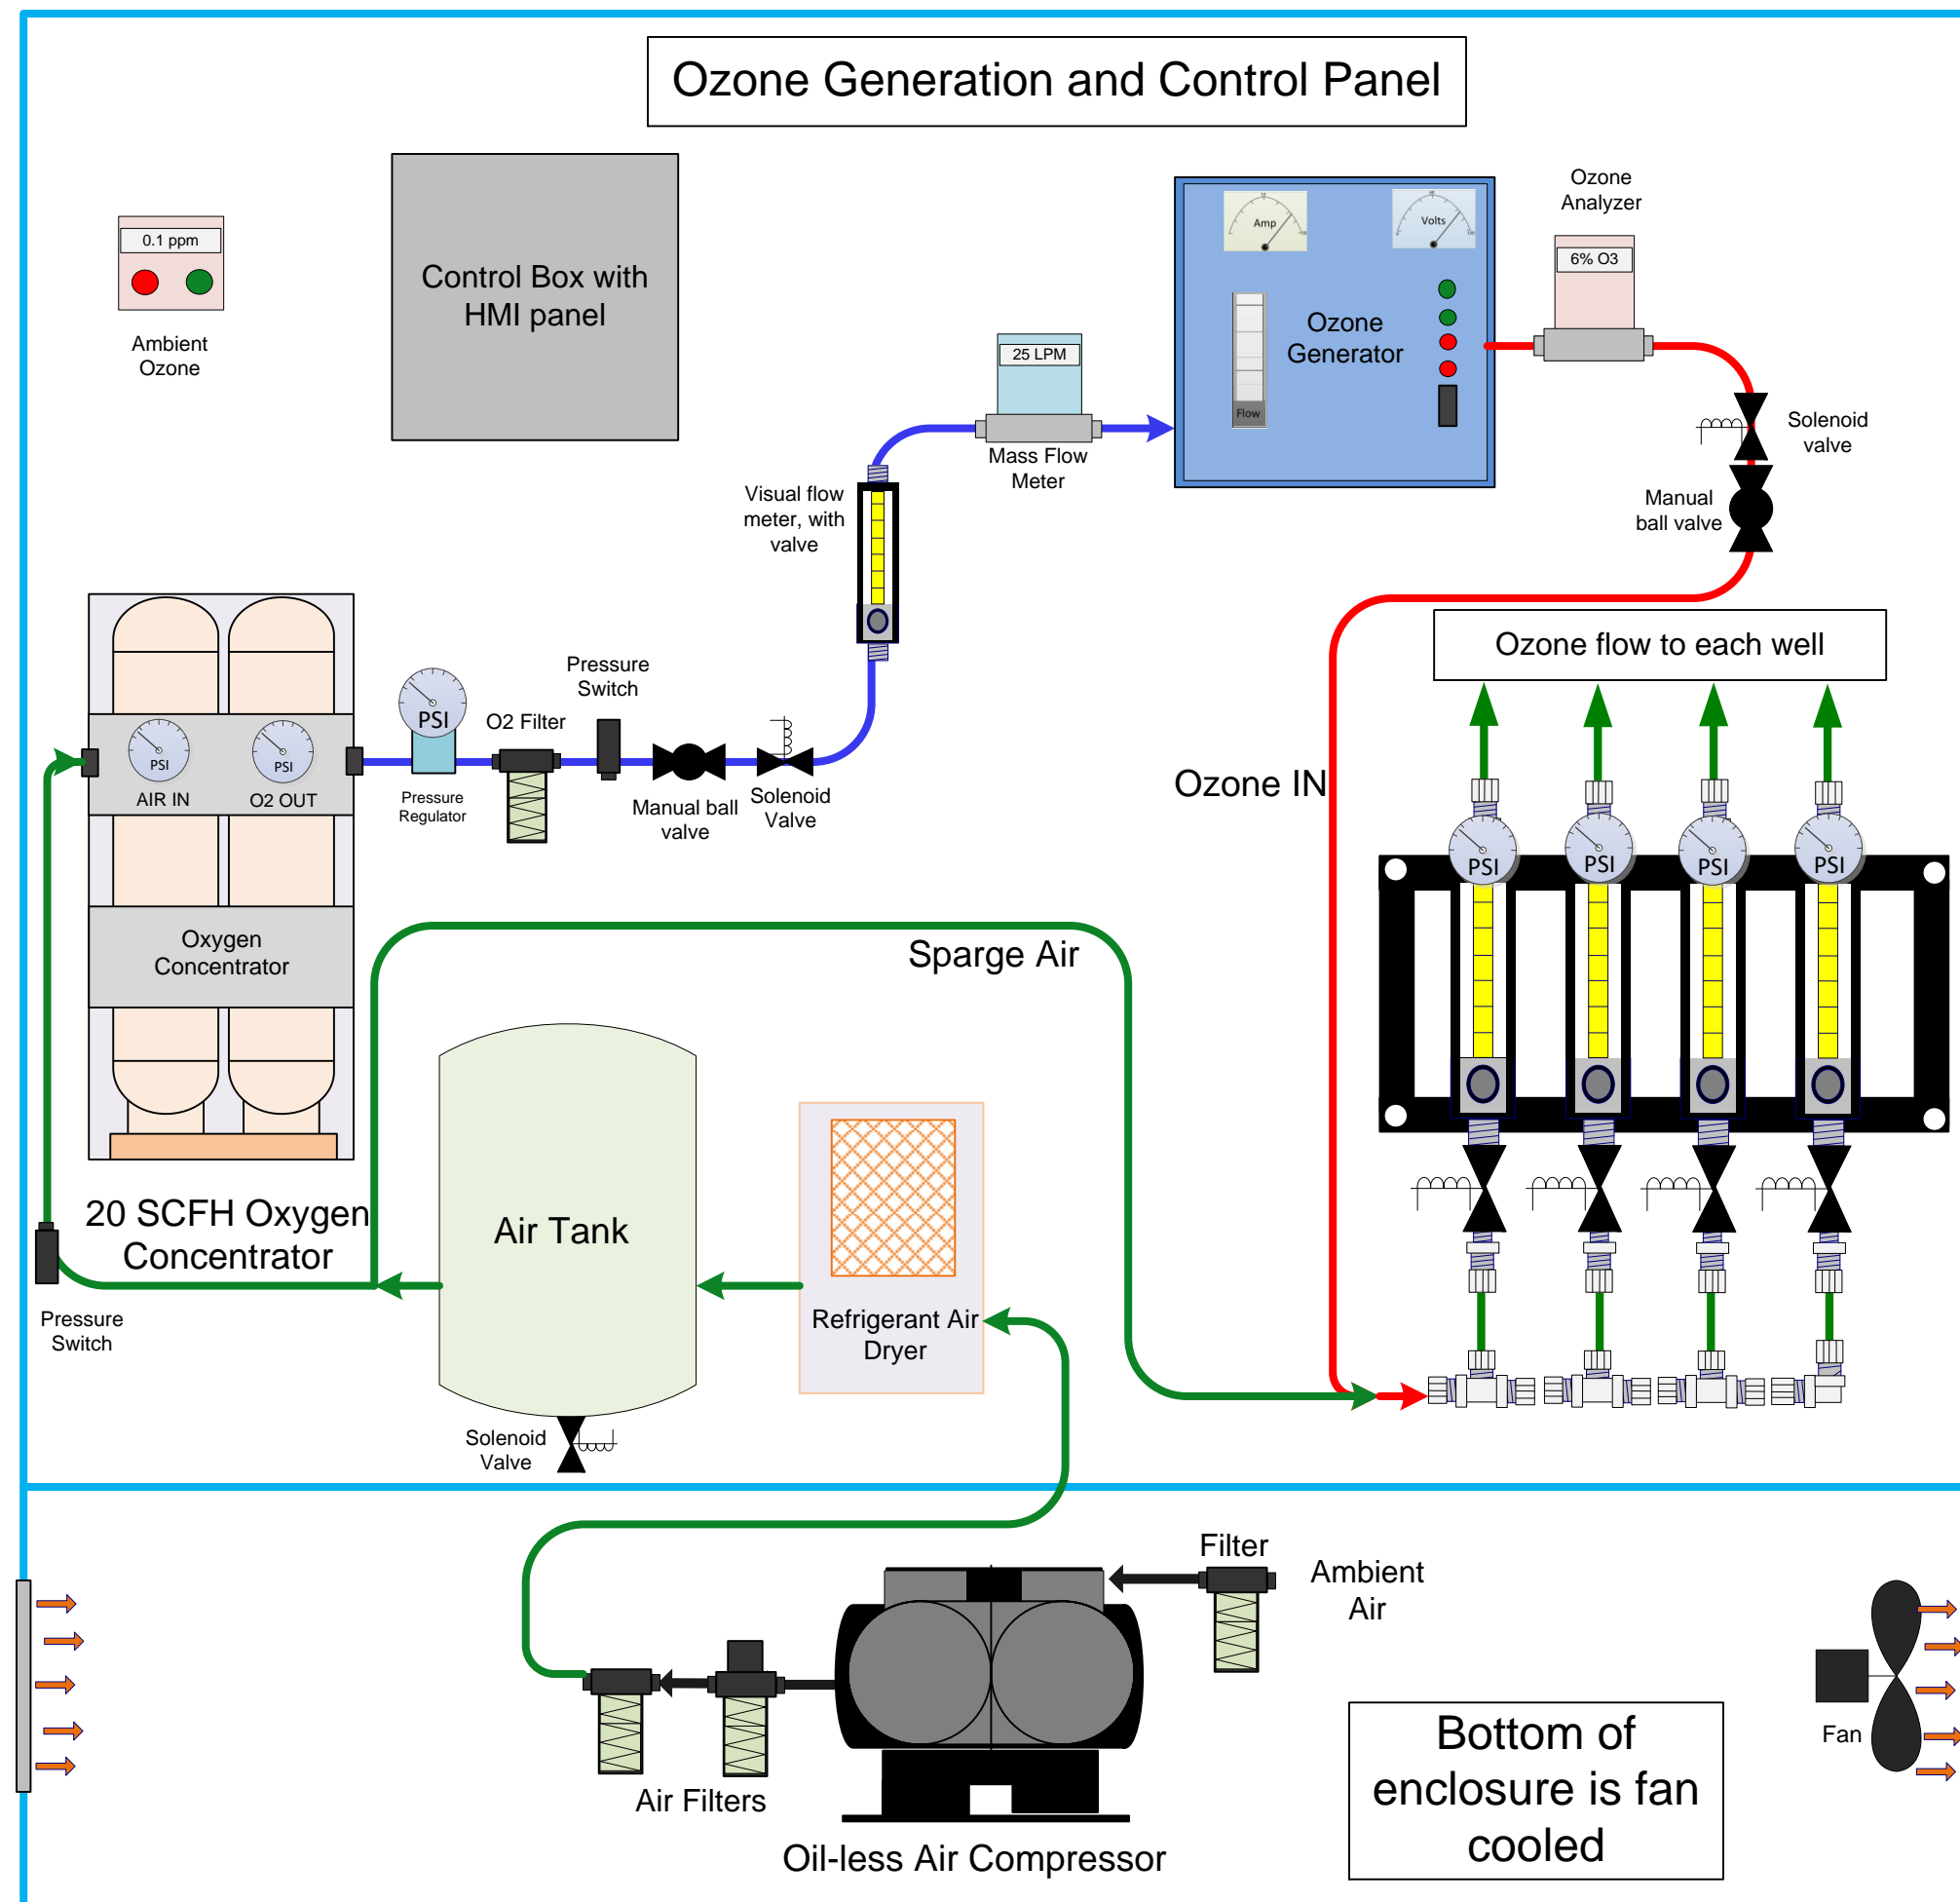 Ozone Generation and Control Panel
0.1 ppm
Ambient
Ozone
Control Box with
HMI panel
25 LPM
Mass Flow
Meter
Amp
Volts
Ozone
Generator
Flow
Ozone
Analyzer
6% O3
Solenoid
valve
Manual
ball valve
Visual flow
meter, with
valve
Ozone flow to each well
PSI
AIR IN
PSI
O2 OUT
PSI
Pressure
Regulator
O2 Filter
Pressure
Switch
Manual ball
valve
Solenoid
Valve
Ozone IN
PSI
PSI
PSI
PSI
Oxygen
Concentrator
Sparge Air
20 SCFH Oxygen
Concentrator
Pressure
Switch
Air Tank
Refrigerant Air
Dryer
Solenoid
Valve
Filter
Ambient
Air
Air Filters
Oil-less Air Compressor
Bottom of
enclosure is fan
cooled
Fan